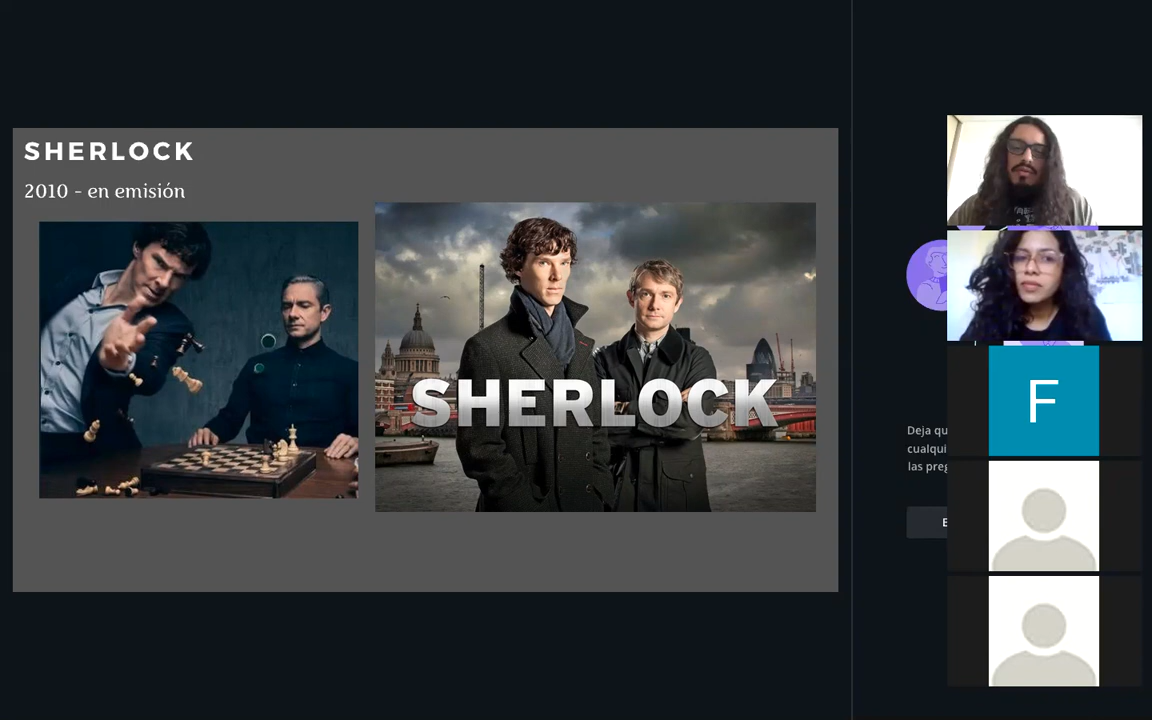 SHERLOCK
2010 - en emisión
SHERLOCK
F
Deja qu
cualqui
las preg